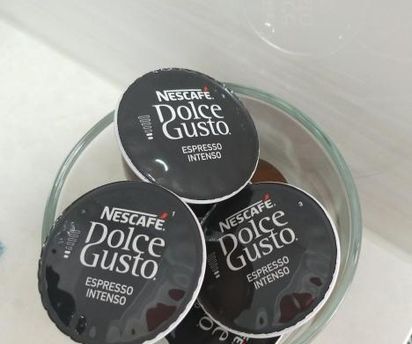 NESCAFÉ
DOLCE
GUSTO
ESPRESSO
INTENSO
NESCAFÉ
DOLCE
GUSTO
ESPRESSO
INTENSO
NESCAFÉ
DOLCE
GUSTO
ESPRESSO
INTENSO